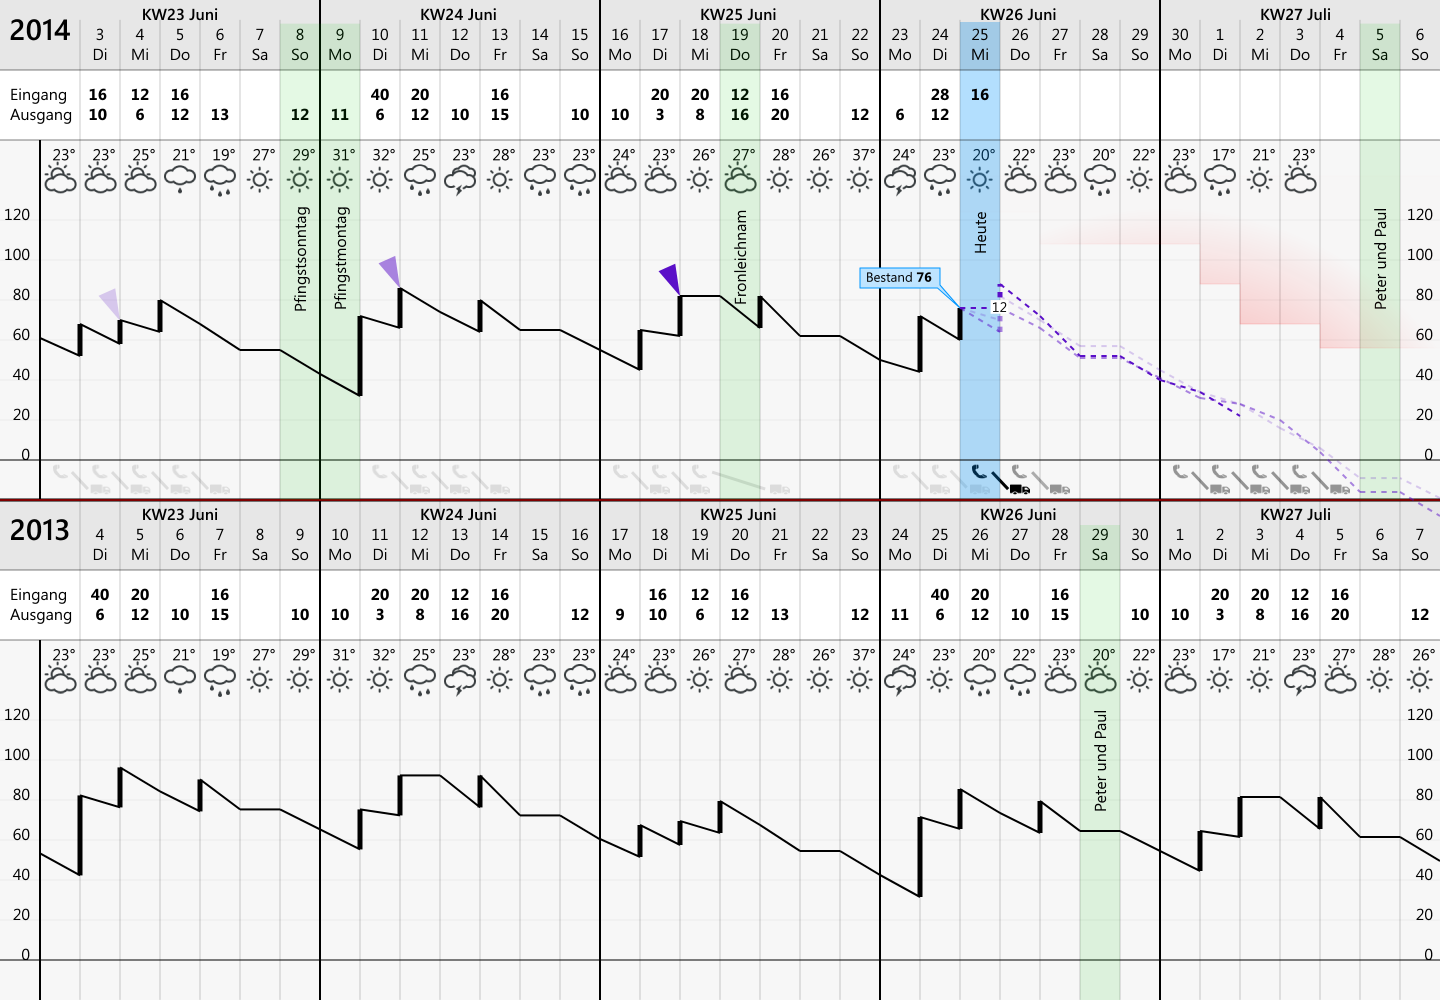 KW23 Juni KW24 Juni KW25 Juni KW26 Juni KW27 Juli
2014
3 4 5 6 7 8 9 10 11 12 13 14 15 16 17 18 19 20 21 22 23 24 25 26 27 28 29 30 1 2 3 4 5 6
Di Mi Do Fr Sa So Mo Di Mi Do Fr Sa So Mo Di Mi Do Fr Sa So Mo Di Mi Do Fr Sa So Mo Di Mi Do Fr Sa So
Eingang 16 12 16 40 20 16 20 20 12 16 28 16
Ausgang 10 6 12 13 12 11 6 12 10 15 10 10 3 8 16 20 12 6 12
23° 23° 25° 21° 19° 27° 29° 31° 32° 25° 23° 28° 23° 23° 24° 23° 26° 27° 28° 26° 37° 24° 23° 20° 22° 23° 20° 22° 23° 17° 21° 23°
Pfingstsonntag
Pfingstmontag
Fronleichnam
Heute
Peter und Paul
120 120
100 100
Bestand 76
80 80
12
60 60
40 40
20 20
0 0
KW23 Juni KW24 Juni KW25 Juni KW26 Juni KW27 Juli
2013
4 5 6 7 8 9 10 11 12 13 14 15 16 17 18 19 20 21 22 23 24 25 26 27 28 29 30 1 2 3 4 5 6 7
Di Mi Do Fr Sa So Mo Di Mi Do Fr Sa So Mo Di Mi Do Fr Sa So Mo Di Mi Do Fr Sa So Mo Di Mi Do Fr Sa So
Eingang 40 20 16 20 20 12 16 16 12 16 40 20 16 20 20 12 16
Ausgang 6 12 10 15 10 10 3 8 16 20 12 9 10 6 12 13 12 11 6 12 10 15 10 10 3 8 16 20 12
23° 23° 25° 21° 19° 27° 29° 31° 32° 25° 23° 28° 23° 23° 24° 23° 26° 27° 28° 26° 37° 24° 23° 20° 22° 23° 20° 22° 23° 17° 21° 23° 27° 28° 26°
Peter und Paul
120 120
100 100
80 80
60 60
40 40
20 20
0 0